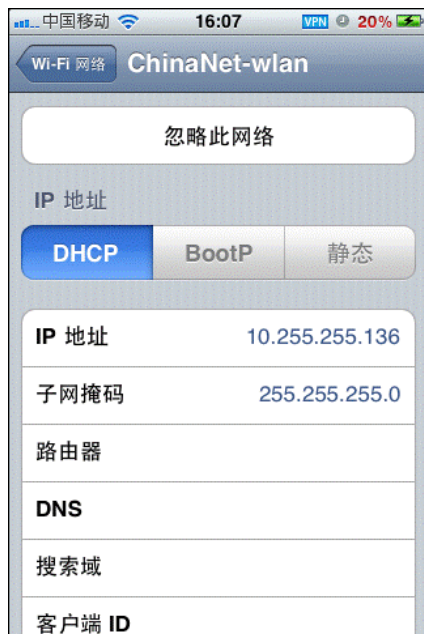 中国移动 16:07 VPN 20%
Wi-Fi 网络 ChinaNet-wlan
忽略此网络
IP 地址
DHCP BootP 静态
IP 地址 10.255.255.136
子网掩码 255.255.255.0
路由器
DNS
搜索域
客户端 ID